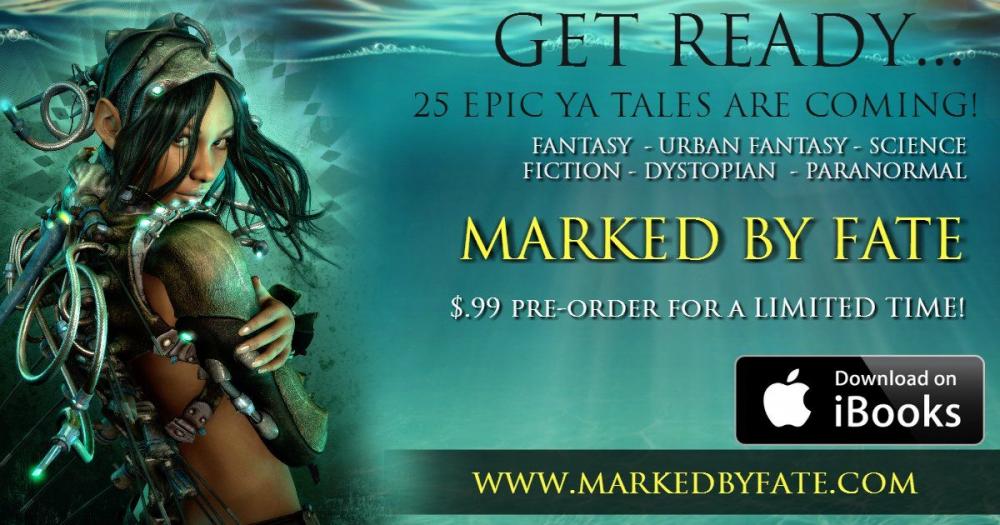 GET READY...
25 EPIC YA TALES ARE COMING!
FANTASY - URBAN FANTASY - SCIENCE
FICTION - DYSTOPIAN - PARANORMAL
MARKED BY FATE
$.99 PRE-ORDER FOR A LIMITED TIME!
Download on
iBooks
WWW.MARKEDBYFATE.COM